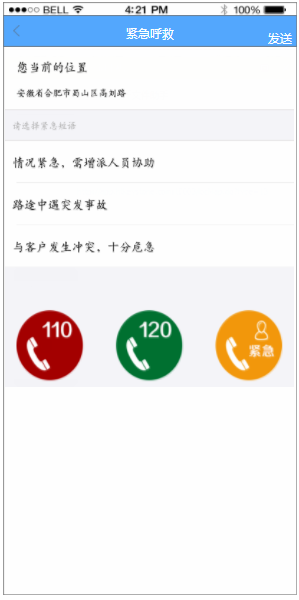 BELL 4:21 PM 100%
紧急呼救
发送
您当前的位置
安徽省合肥市蜀山区高刘路
请选择紧急短语
情况紧急，需增派人员协助
路途中遇突发事故
与客户发生冲突，十分危急
110
120
紧急